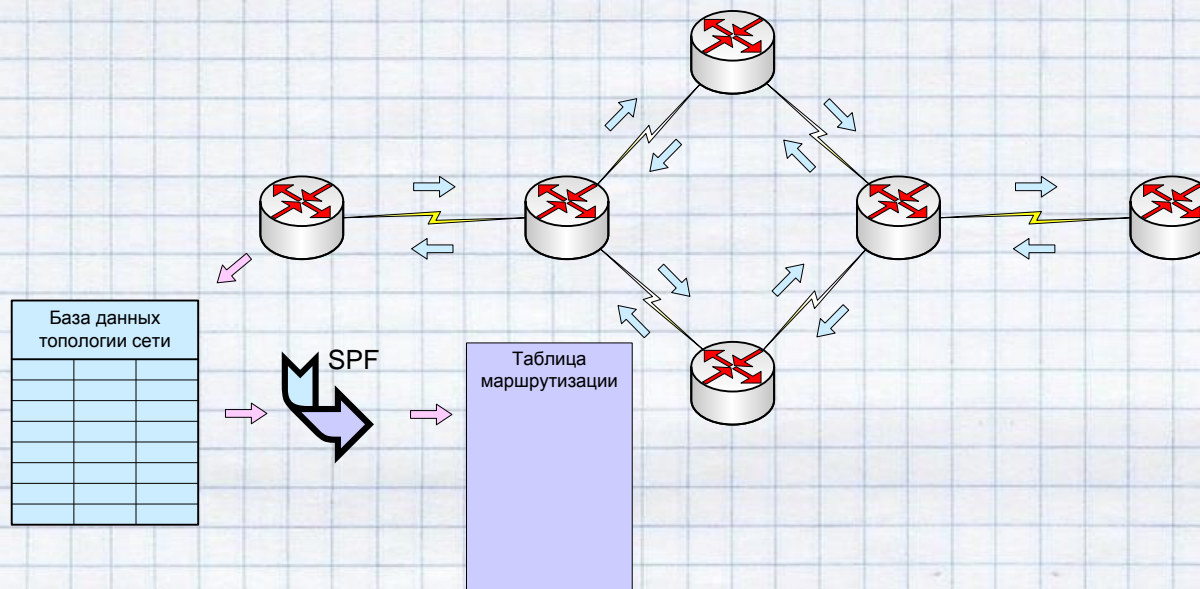 База данных
топологии сети
SPF
Таблица
маршрутизации